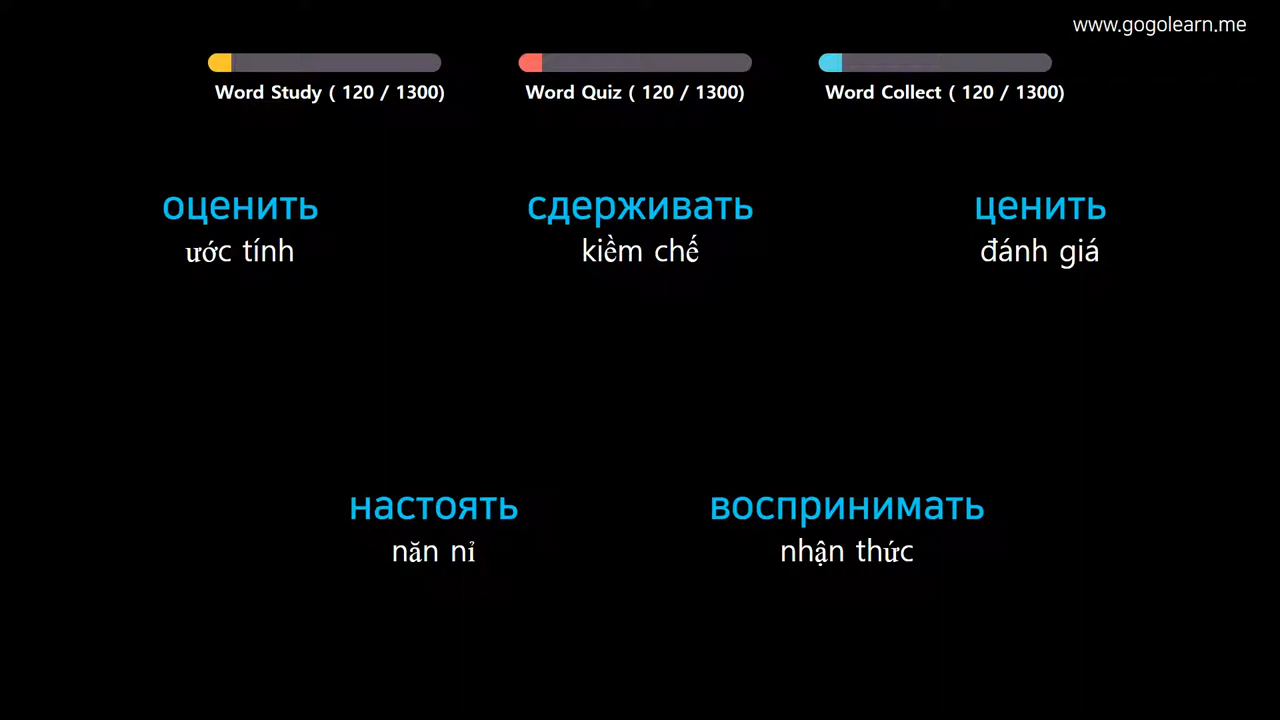 www.gogolearn.me
Word Study ( 120 / 1300)
Word Quiz ( 120 / 1300)
Word Collect ( 120 / 1300)
оценить
ước tính
сдерживать
kiềm chế
ценить
đánh giá
настоять
năn nỉ
воспринимать
nhận thức